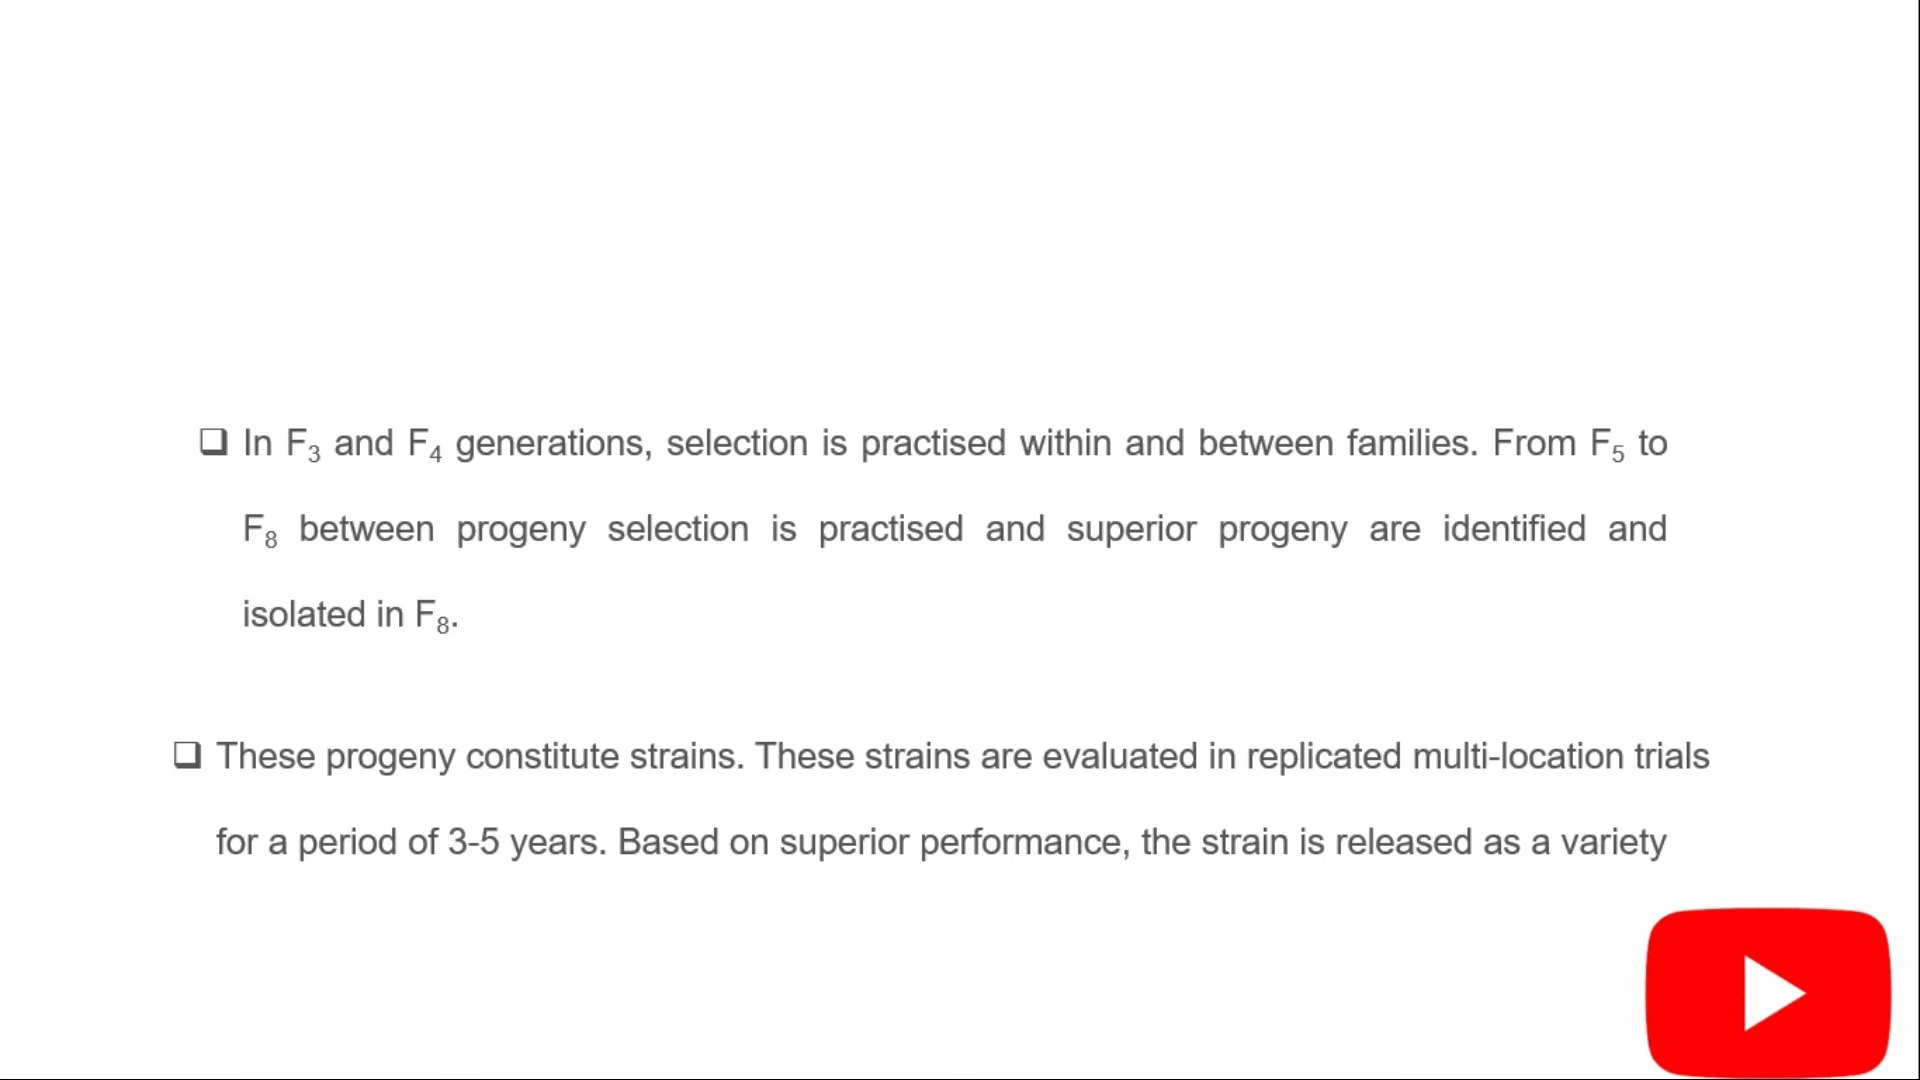 ❑ In F₃ and F₄ generations, selection is practised within and between families. From F₅ to
F₈ between progeny selection is practised and superior progeny are identified and
isolated in F₈.
❑ These progeny constitute strains. These strains are evaluated in replicated multi-location trials
for a period of 3-5 years. Based on superior performance, the strain is released as a variety